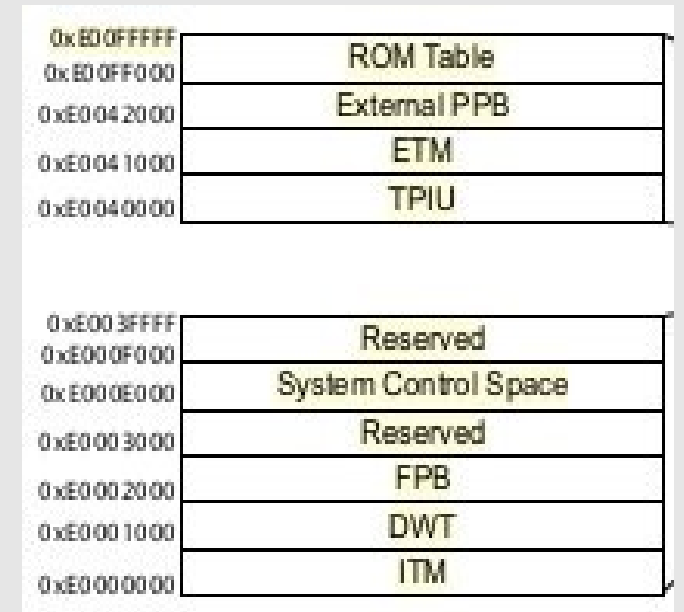 0xE00FFFFF
ROM Table
0xE00FF000
External PPB
0xE0042000
ETM
0xE0041000
TPIU
0xE0040000
0xE003FFFF
Reserved
0xE000F000
System Control Space
0xE000E000
Reserved
0xE0003000
FPB
0xE0002000
DWT
0xE0001000
ITM
0xE0000000